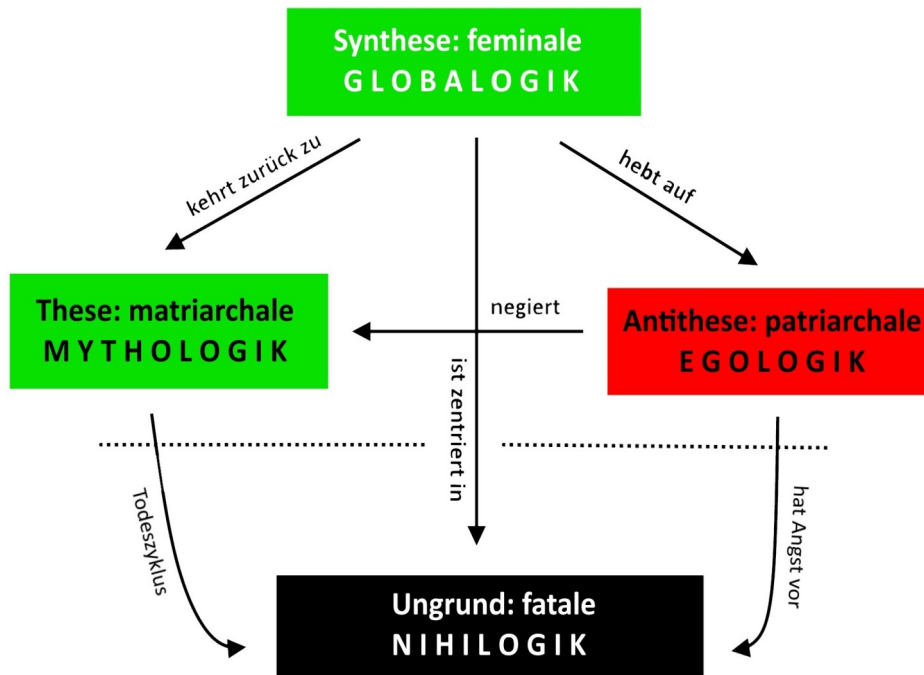 Synthese: feminale
GLOBALOGIK
kehrt zurück zu
hebt auf
These: matriarchale
MYTHOLOGIK
negiert
Antithese: patriarchale
EGOLOGIK
ist zentriert in
Todeszyklus
hat Angst vor
Ungrund: fatale
NIHILOGIK